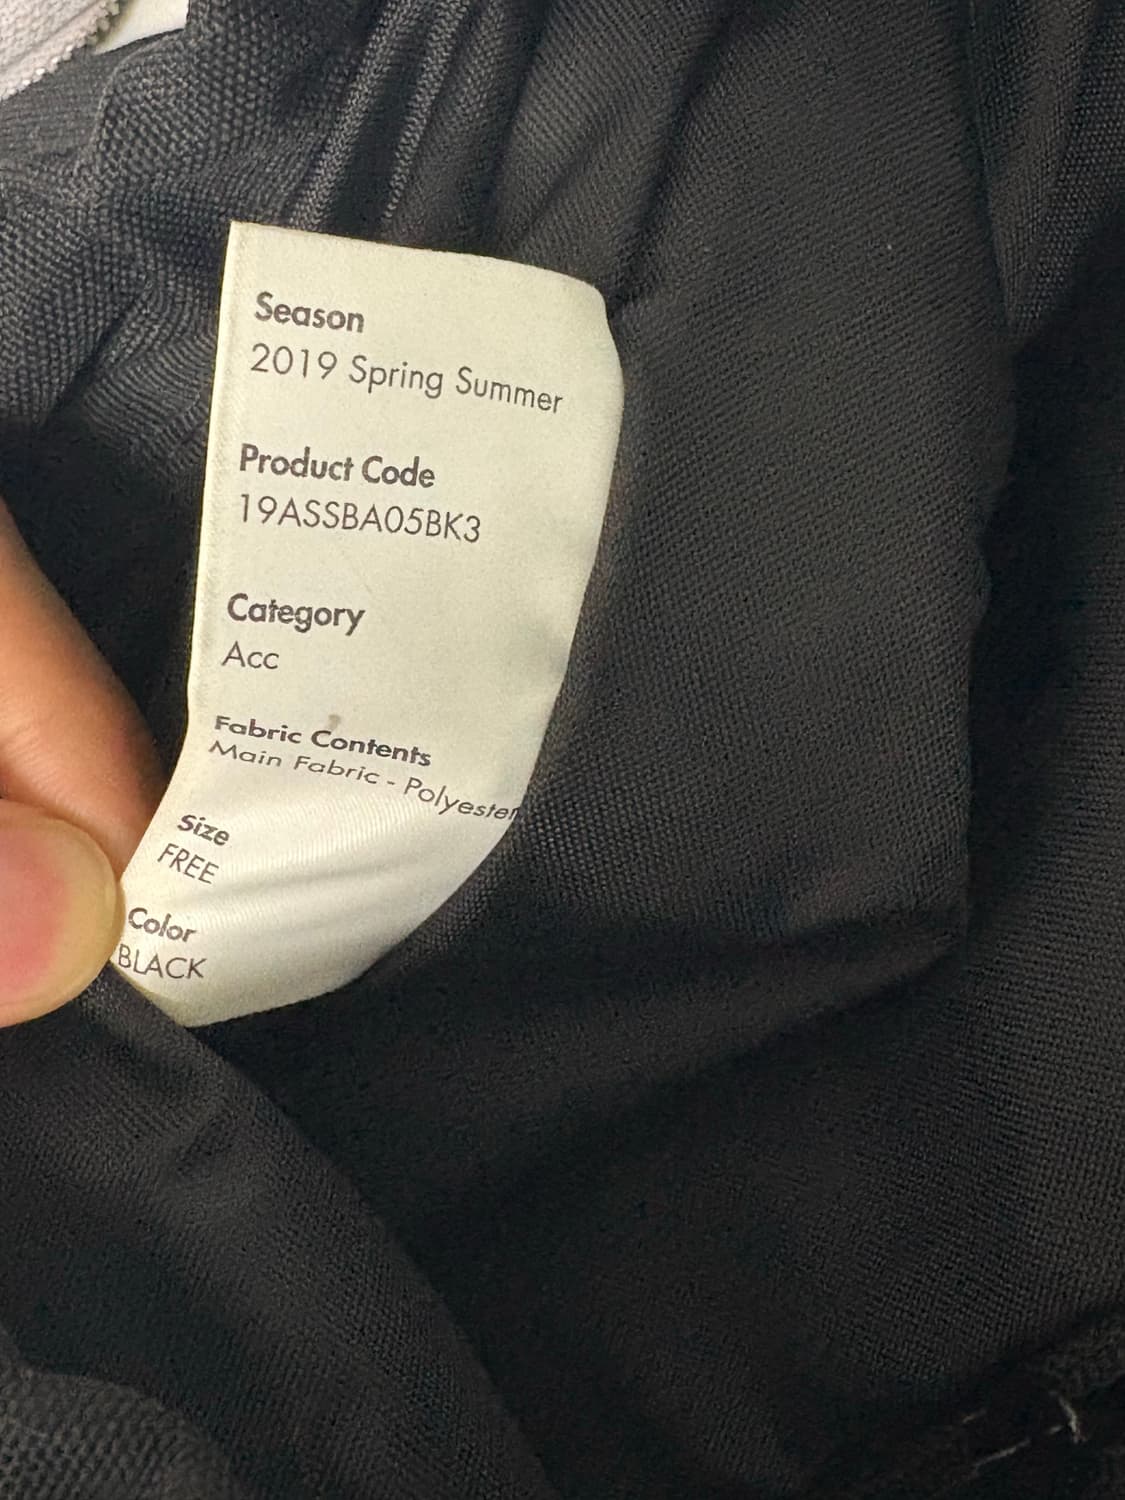 Season
2019 Spring Summer
Product Code
19ASSBA05BK3
Category
Acc
Fabric Contents
Main Fabric - Polyester
Size
FREE
Color
BLACK